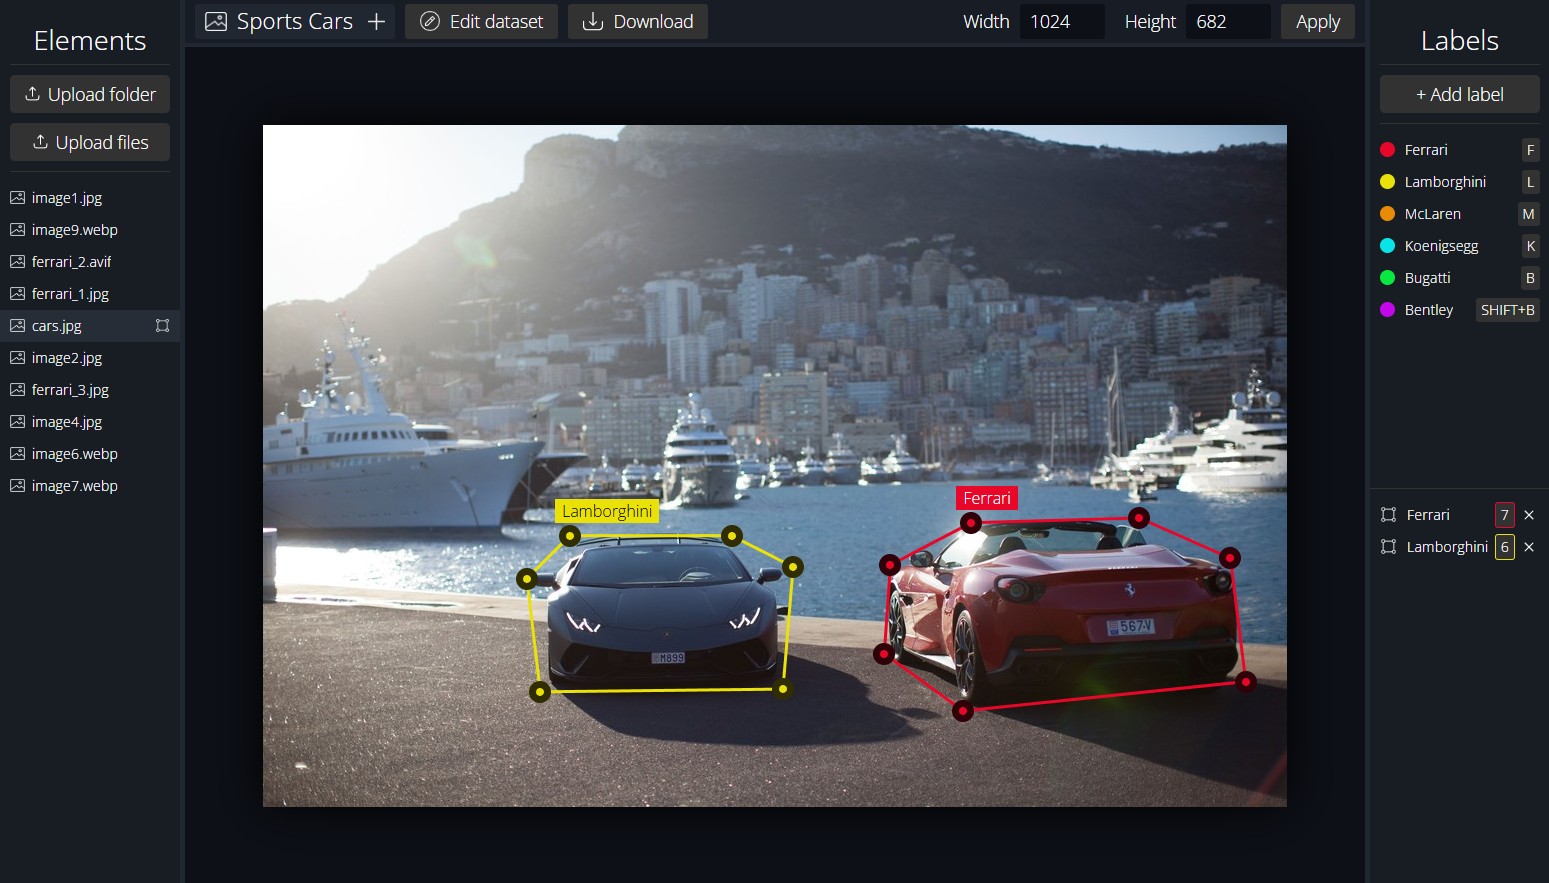 Elements
Upload folder
Upload files
image1.jpg
image9.webp
ferrari_2.avif
ferrari_1.jpg
cars.jpg
image2.jpg
ferrari_3.jpg
image4.jpg
image6.webp
image7.webp
Sports Cars +
Edit dataset
Download
Width 1024
Height 682
Apply
Lamborghini
Ferrari
M899
567V
Labels
+ Add label
Ferrari F
Lamborghini L
McLaren M
Koenigsegg K
Bugatti B
Bentley SHIFT+B
Ferrari 7 ×
Lamborghini 6 ×